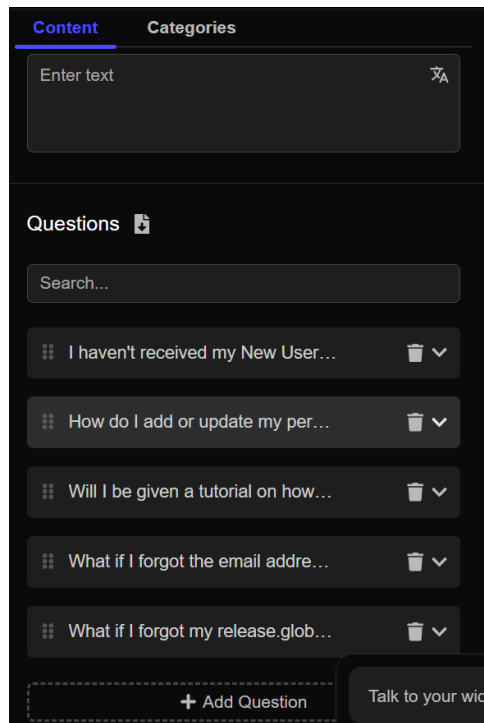 Content Categories
Enter text
Questions
Search...
I haven't received my New User...
How do I add or update my per...
Will I be given a tutorial on how...
What if I forgot the email addre...
What if I forgot my release.glob...
Add Question
Talk to your wid